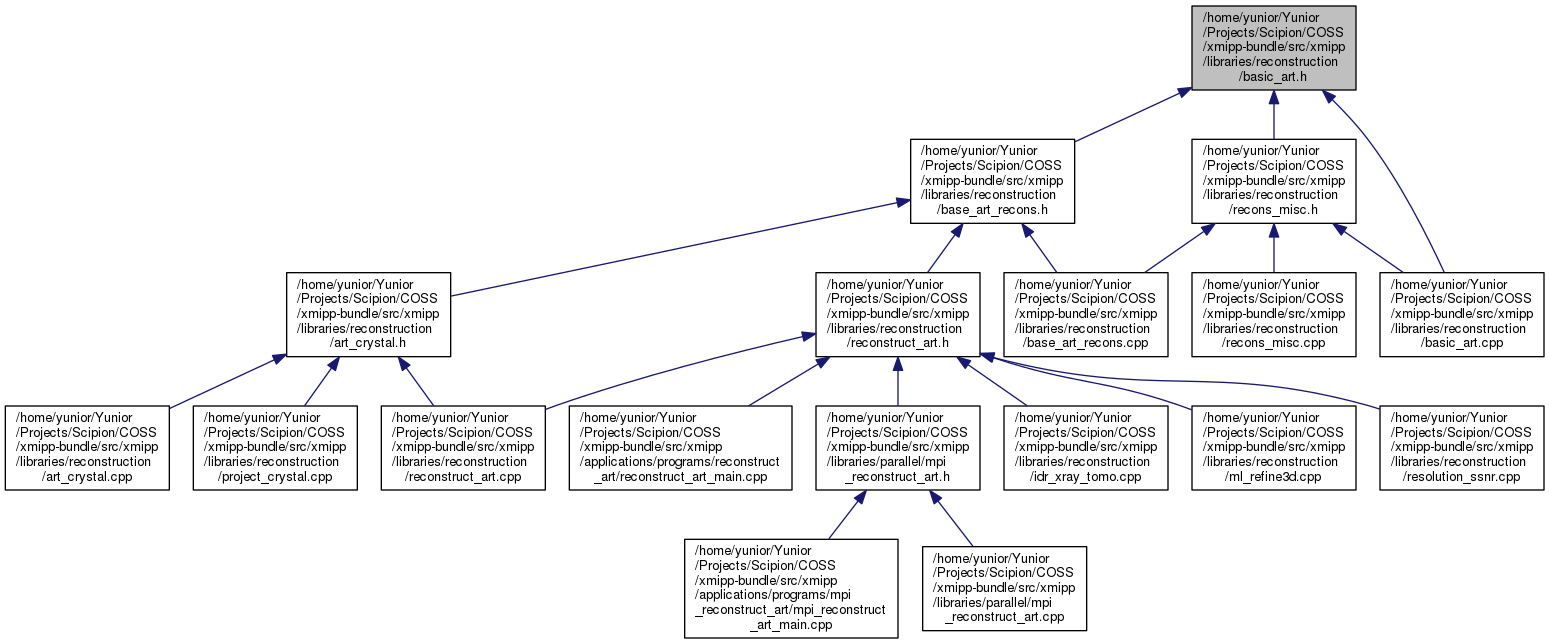 /home/yunior/Yunior
/Projects/Scipion/COSS
/xmipp-bundle/src/xmipp
/libraries/reconstruction
/basic_art.h
/home/yunior/Yunior
/Projects/Scipion/COSS
/xmipp-bundle/src/xmipp
/libraries/reconstruction
/base_art_recons.h
/home/yunior/Yunior
/Projects/Scipion/COSS
/xmipp-bundle/src/xmipp
/libraries/reconstruction
/recons_misc.h
/home/yunior/Yunior
/Projects/Scipion/COSS
/xmipp-bundle/src/xmipp
/libraries/reconstruction
/art_crystal.h
/home/yunior/Yunior
/Projects/Scipion/COSS
/xmipp-bundle/src/xmipp
/libraries/reconstruction
/reconstruct_art.h
/home/yunior/Yunior
/Projects/Scipion/COSS
/xmipp-bundle/src/xmipp
/libraries/reconstruction
/base_art_recons.cpp
/home/yunior/Yunior
/Projects/Scipion/COSS
/xmipp-bundle/src/xmipp
/libraries/reconstruction
/recons_misc.cpp
/home/yunior/Yunior
/Projects/Scipion/COSS
/xmipp-bundle/src/xmipp
/libraries/reconstruction
/basic_art.cpp
/home/yunior/Yunior
/Projects/Scipion/COSS
/xmipp-bundle/src/xmipp
/libraries/reconstruction
/art_crystal.cpp
/home/yunior/Yunior
/Projects/Scipion/COSS
/xmipp-bundle/src/xmipp
/libraries/reconstruction
/project_crystal.cpp
/home/yunior/Yunior
/Projects/Scipion/COSS
/xmipp-bundle/src/xmipp
/libraries/reconstruction
/reconstruct_art.cpp
/home/yunior/Yunior
/Projects/Scipion/COSS
/xmipp-bundle/src/xmipp
/applications/programs/reconstruct
_art/reconstruct_art_main.cpp
/home/yunior/Yunior
/Projects/Scipion/COSS
/xmipp-bundle/src/xmipp
/libraries/parallel/mpi
_reconstruct_art.h
/home/yunior/Yunior
/Projects/Scipion/COSS
/xmipp-bundle/src/xmipp
/libraries/reconstruction
/idr_xray_tomo.cpp
/home/yunior/Yunior
/Projects/Scipion/COSS
/xmipp-bundle/src/xmipp
/libraries/reconstruction
/ml_refine3d.cpp
/home/yunior/Yunior
/Projects/Scipion/COSS
/xmipp-bundle/src/xmipp
/libraries/reconstruction
/resolution_ssnr.cpp
/home/yunior/Yunior
/Projects/Scipion/COSS
/xmipp-bundle/src/xmipp
/applications/programs/mpi
_reconstruct_art/mpi_reconstruct
_art_main.cpp
/home/yunior/Yunior
/Projects/Scipion/COSS
/xmipp-bundle/src/xmipp
/libraries/parallel/mpi
_reconstruct_art.cpp